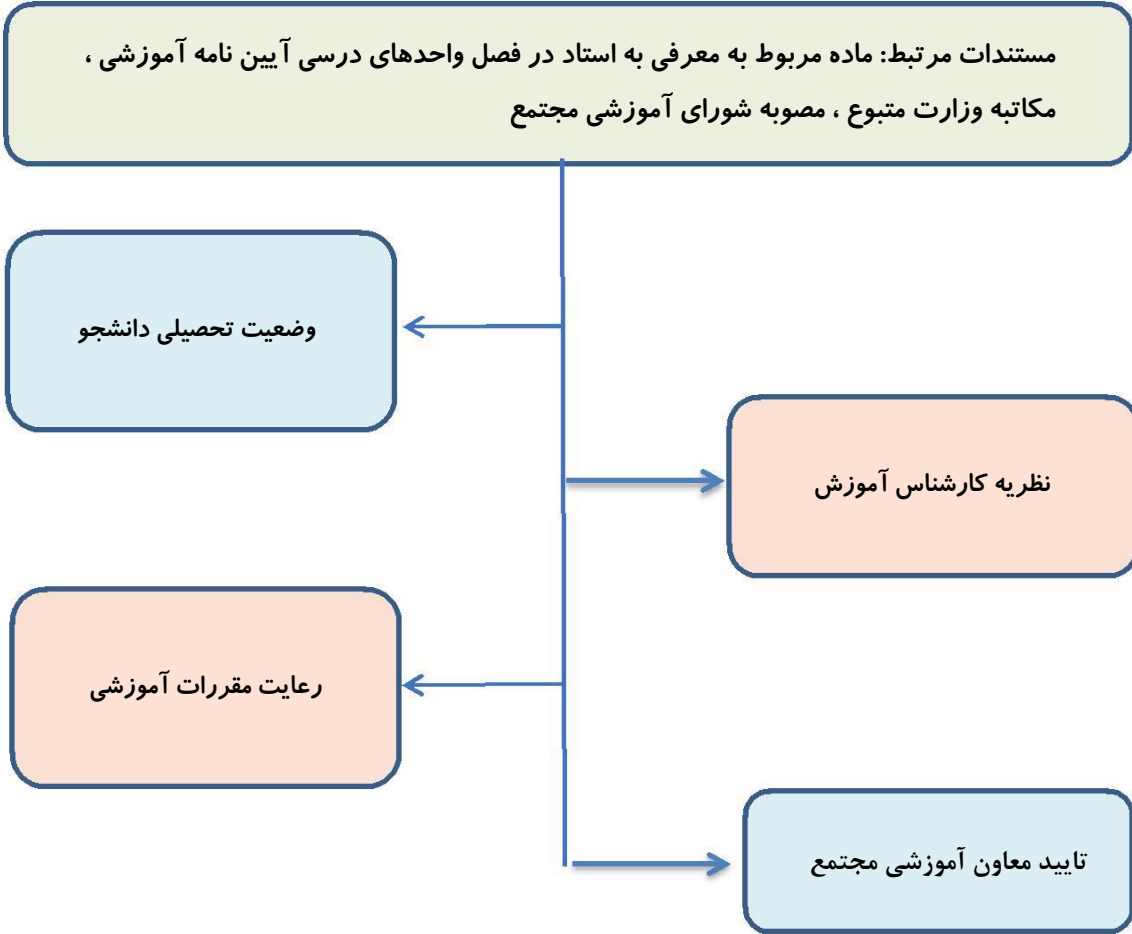 مستندات مرتبط: ماده مربوط به معرفی به استاد در فصل واحدهای درسی آیین نامه آموزشی ،
مکاتبه وزارت متبوع ، مصوبه شورای آموزشی مجتمع
وضعیت تحصیلی دانشجو
نظریه کارشناس آموزش
رعایت مقررات آموزشی
تایید معاون آموزشی مجتمع